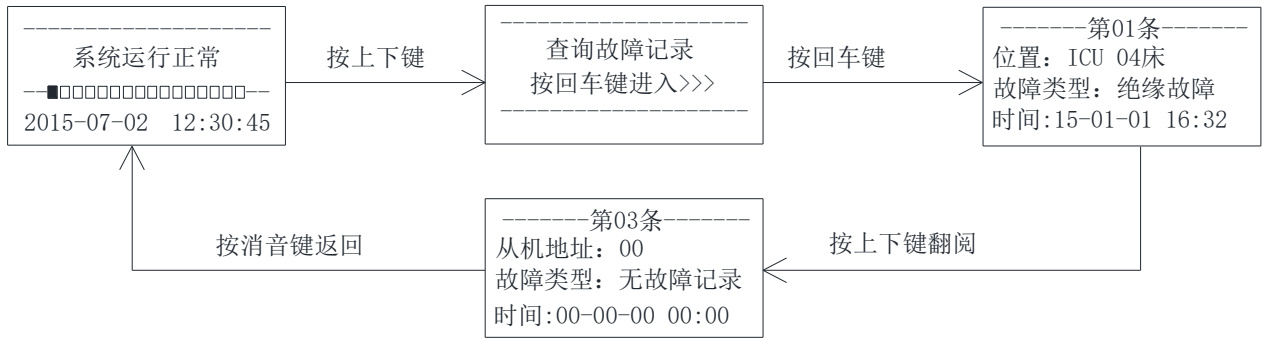 --------------------
系统运行正常
--■□□□□□□□□□□□□□□□--
2015-07-02 12:30:45
按上下键
--------------------
查询故障记录
按回车键进入>>>
--------------------
按回车键
-------第01条-------
位置: ICU 04床
故障类型: 绝缘故障
时间:15-01-01 16:32
按上下键翻阅
-------第03条-------
从机地址: 00
故障类型: 无故障记录
时间:00-00-00 00:00
按消音键返回